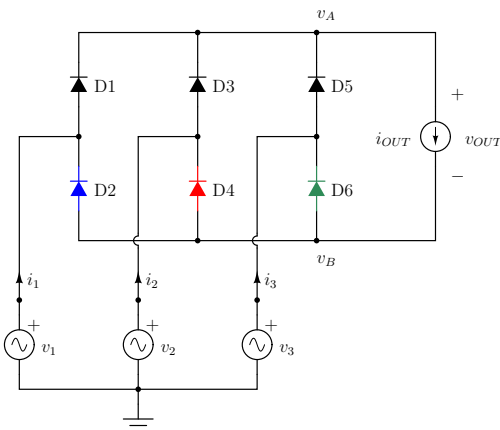 v_A
D1 D3 D5
+
i_OUT v_OUT
−
D2 D4 D6
v_B
i_1 i_2 i_3
+ + +
v_1 v_2 v_3